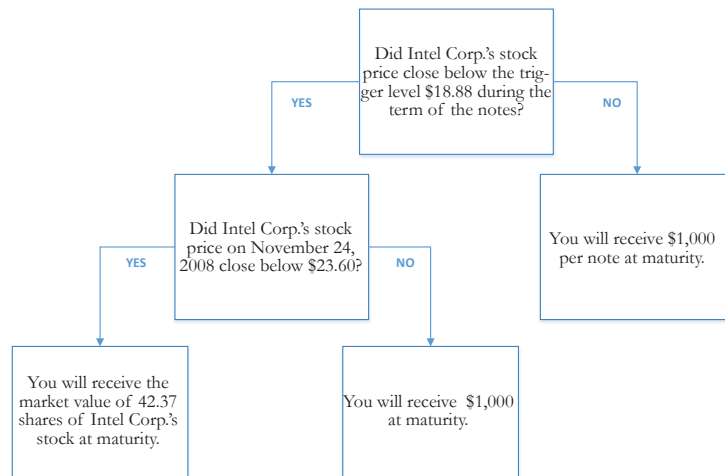 Did Intel Corp.'s stock
price close below the trig-
ger level $18.88 during the
term of the notes?
YES
NO
Did Intel Corp.'s stock
price on November 24,
2008 close below $23.60?
You will receive $1,000
per note at maturity.
YES
NO
You will receive the
market value of 42.37
shares of Intel Corp.'s
stock at maturity.
You will receive $1,000
at maturity.